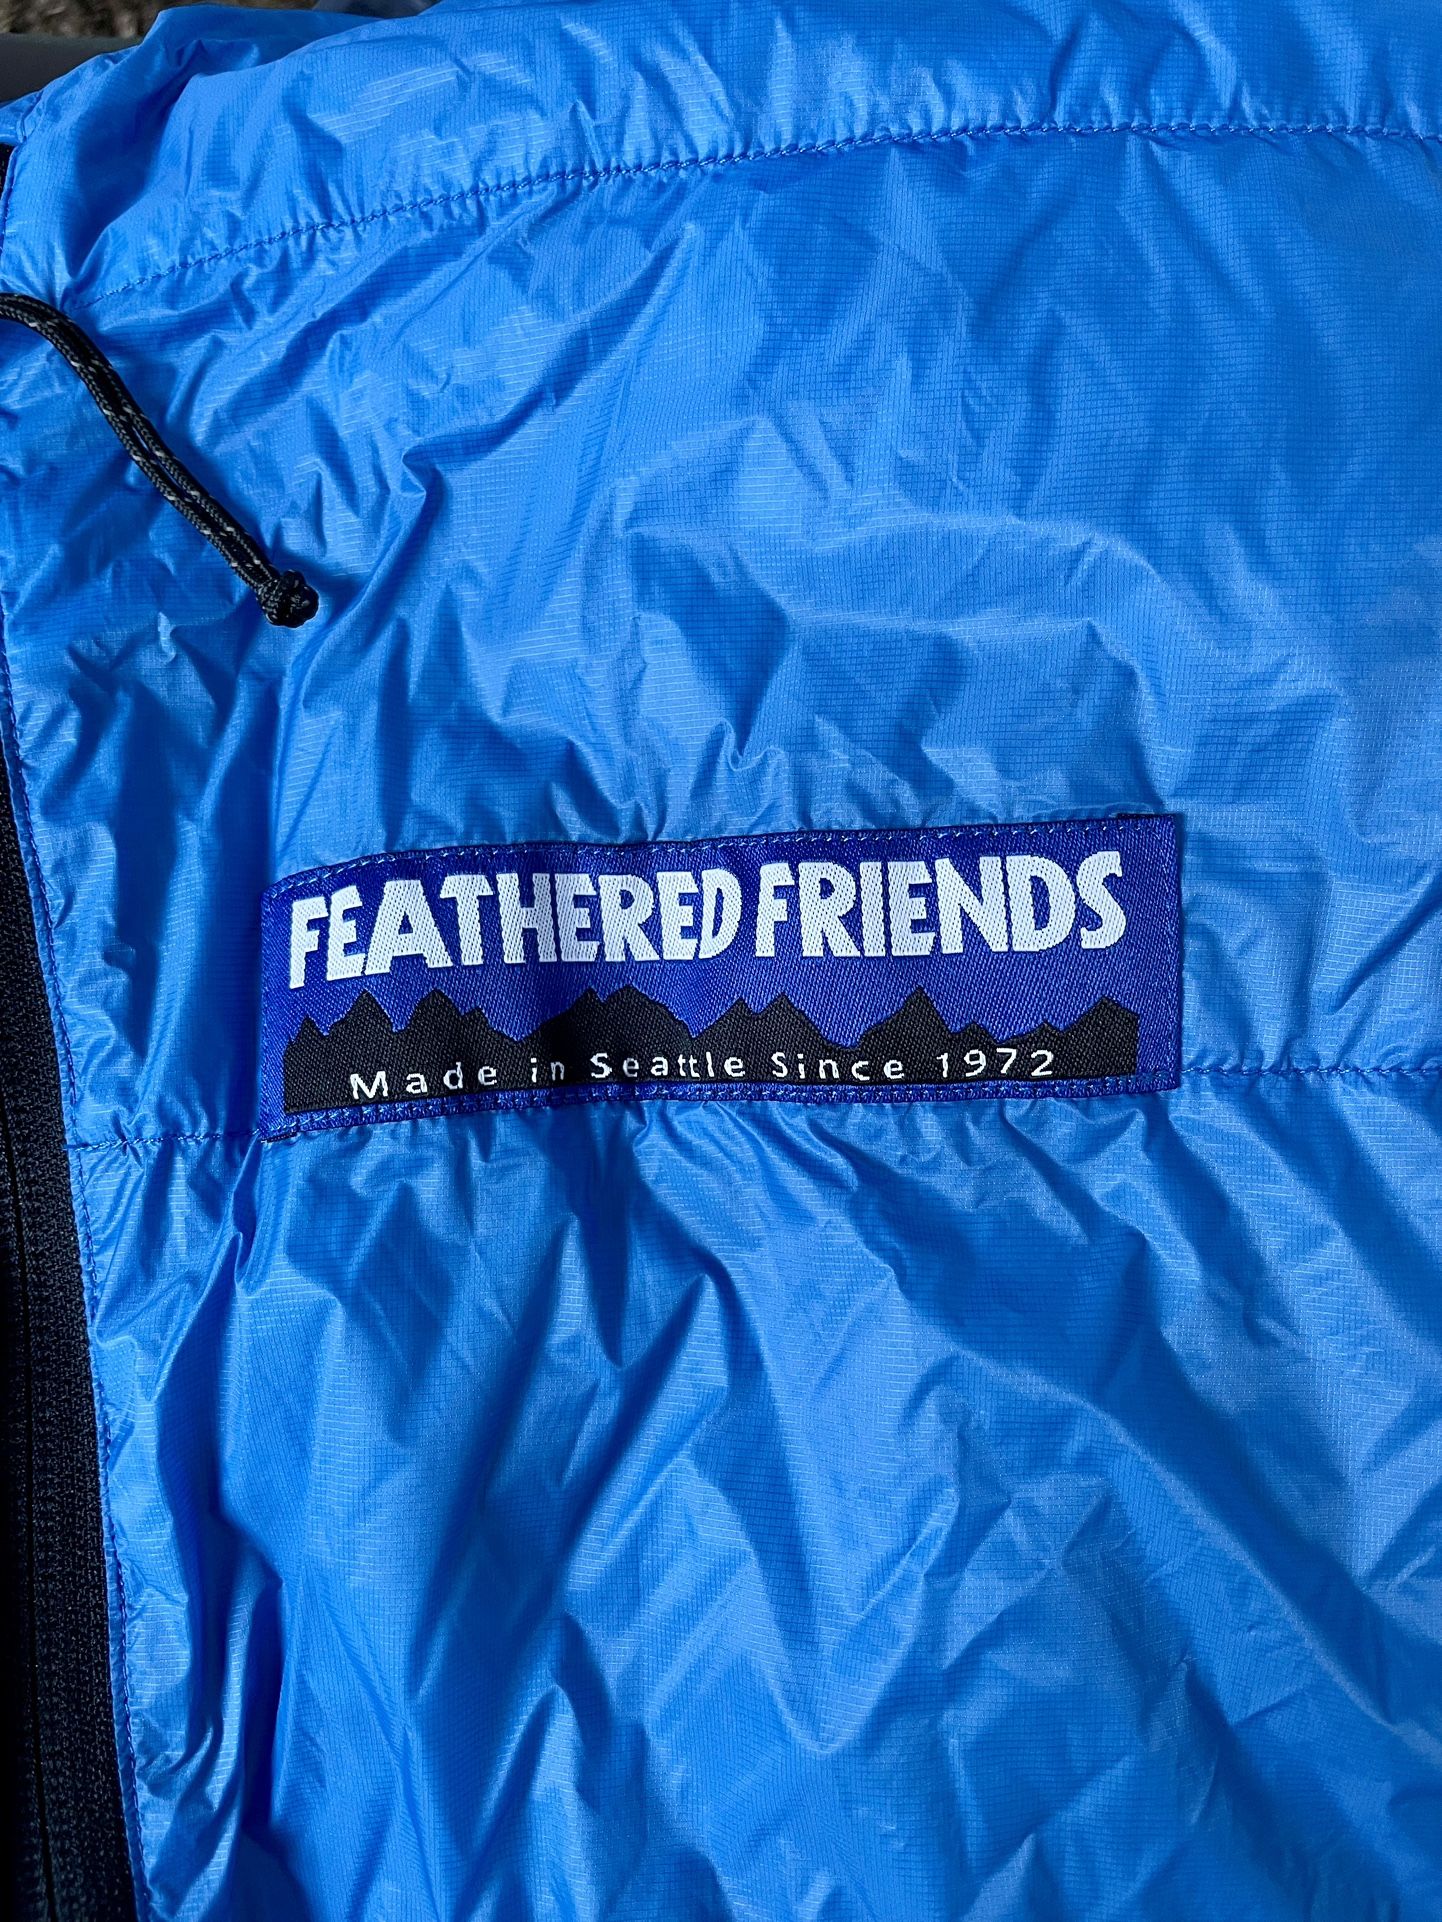 FEATHERED FRIENDS
Made in Seattle Since 1972